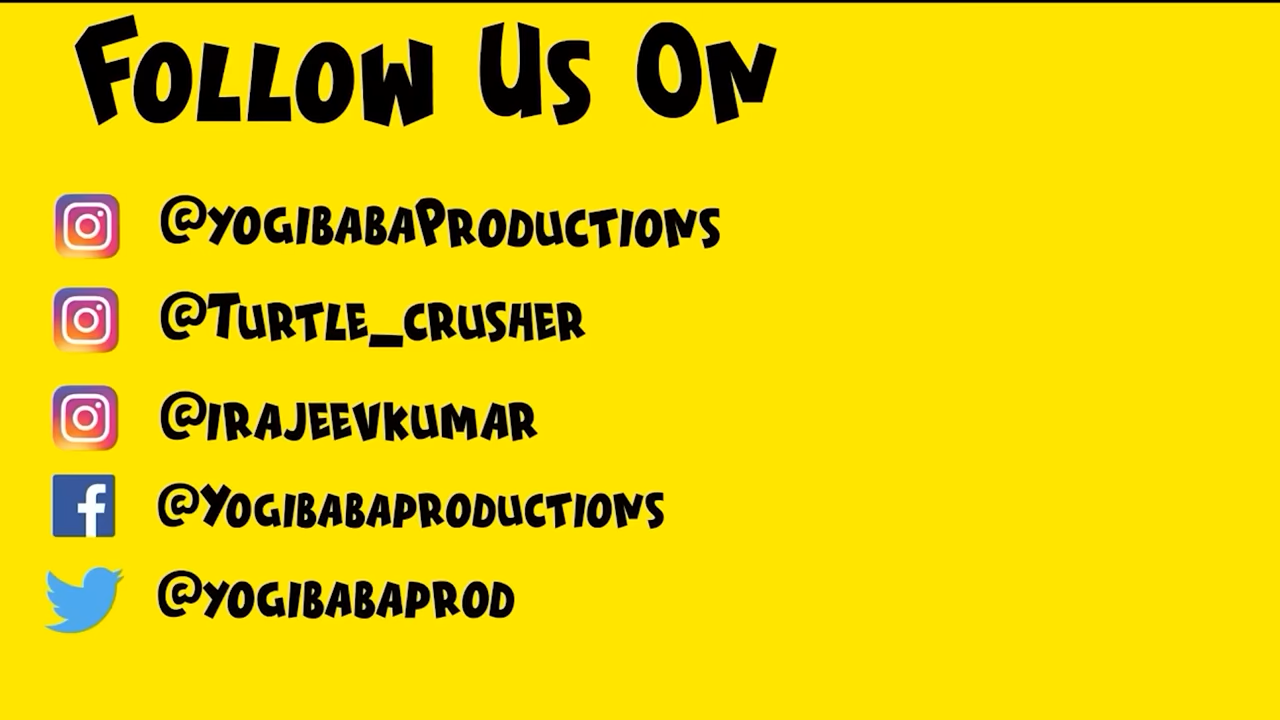 Follow Us On
@yogibabaProductions
@Turtle_crusher
@irajeevkumar
@Yogibabaproductions
@yogibabaprod